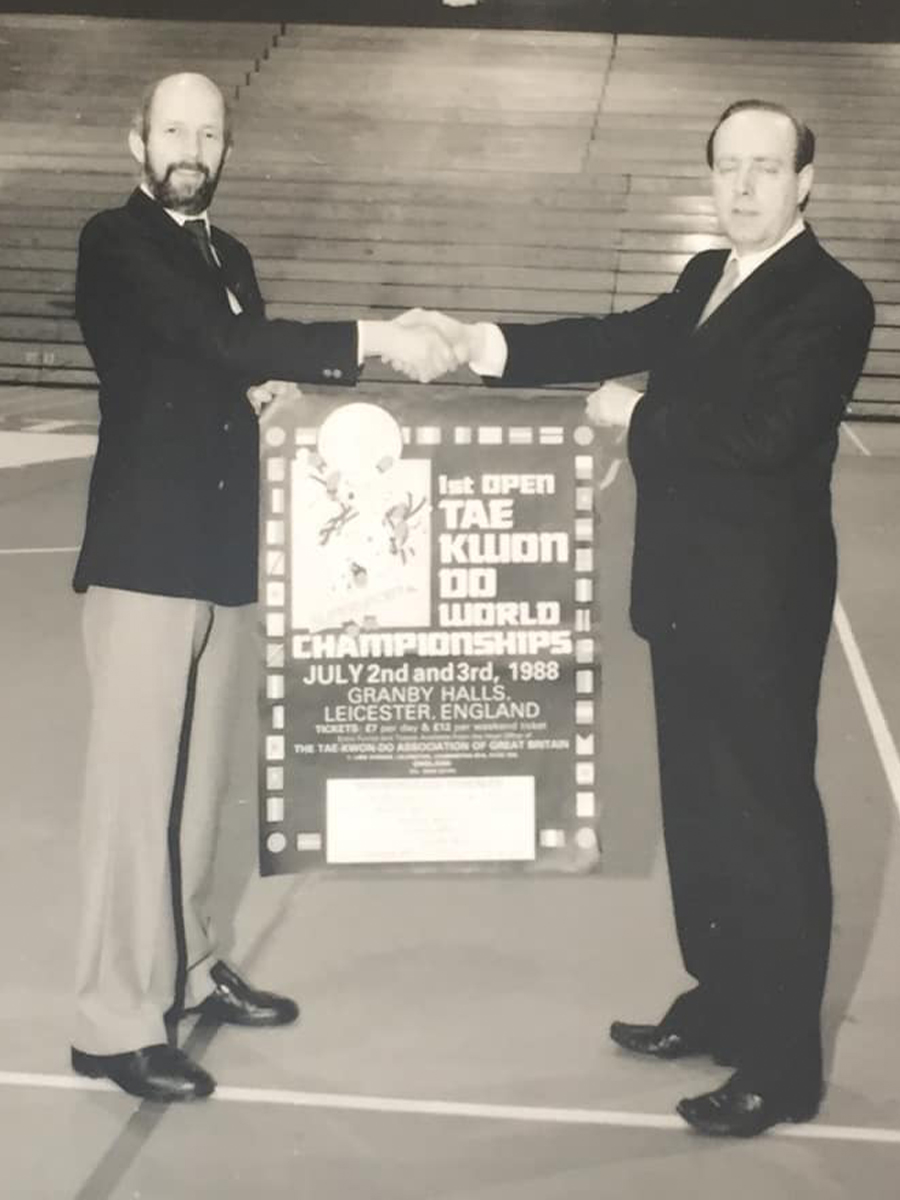 1st OPEN
TAE
KWON
DO
WORLD
CHAMPIONSHIPS
JULY 2nd and 3rd, 1988
GRANBY HALLS.
LEICESTER. ENGLAND
TICKETS: £7 per day & £12 per weekend ticket
THE TAE-KWON-DO ASSOCIATION OF GREAT BRITAIN
ENGLAND